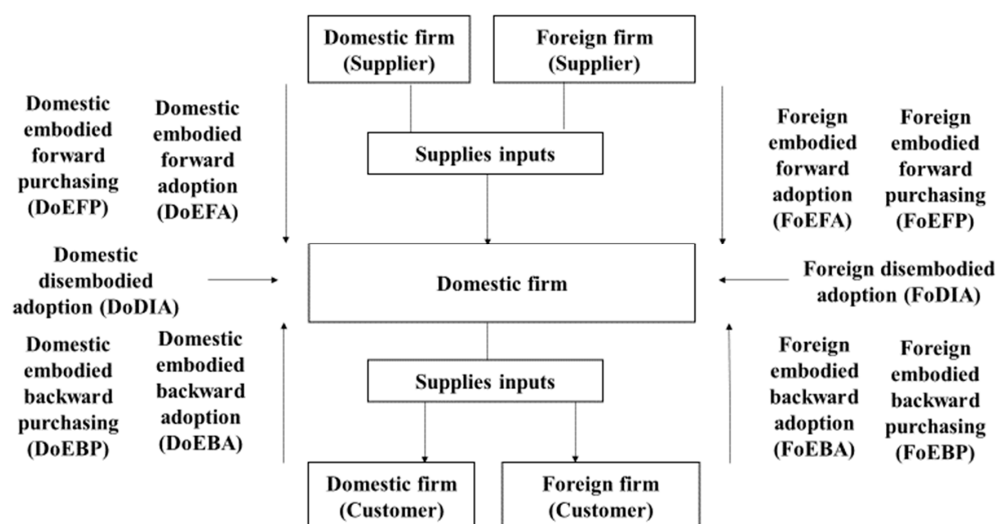 Domestic firm
(Supplier)
Foreign firm
(Supplier)
Domestic
embodied
forward
purchasing
(DoEFP)
Domestic
embodied
forward
adoption
(DoEFA)
Supplies inputs
Foreign
embodied
forward
adoption
(FoEFA)
Foreign
embodied
forward
purchasing
(FoEFP)
Domestic
disembodied
adoption (DoDIA)
Domestic firm
Foreign disembodied
adoption (FoDIA)
Domestic
embodied
backward
purchasing
(DoEBP)
Domestic
embodied
backward
adoption
(DoEBA)
Supplies inputs
Foreign
embodied
backward
adoption
(FoEBA)
Foreign
embodied
backward
purchasing
(FoEBP)
Domestic firm
(Customer)
Foreign firm
(Customer)